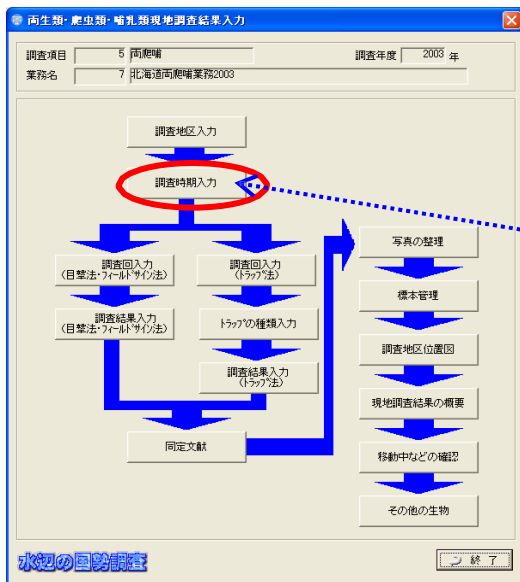 両生類・爬虫類・哺乳類現地調査結果入力
調査項目 5 両爬哺 調査年度 2003 年
業務名 7 北海道両爬哺業務2003
調査地区入力
調査時期入力
調査回入力
(目撃法・フィールドサイン法)
調査結果入力
(目撃法・フィールドサイン法)
調査回入力
(トラップ法)
トラップの種類入力
調査結果入力
(トラップ法)
同定文献
写真の整理
標本管理
調査地区位置図
現地調査結果の概要
移動中などの確認
その他の生物
水辺の国勢調査
終 了